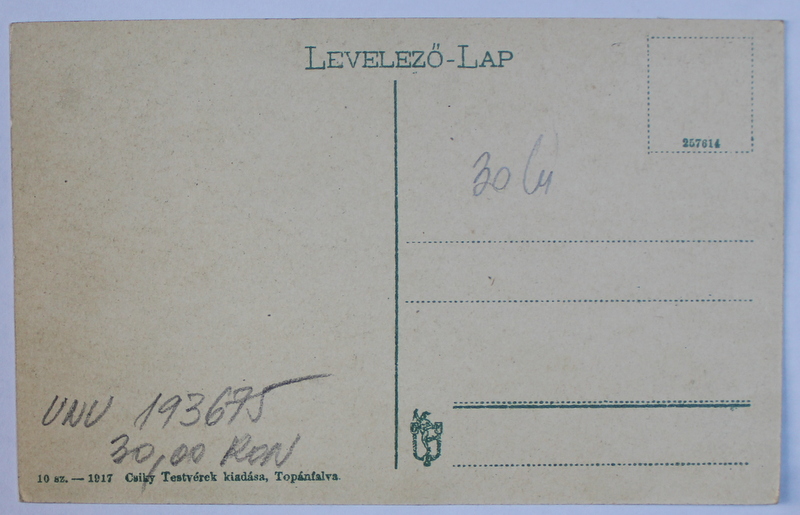 LEVELEZŐ-LAP
257614
30 lei
UNU 193675
30,00 RON
10 sz. — 1917 Csiky Testvérek kiadása, Topánfalva.